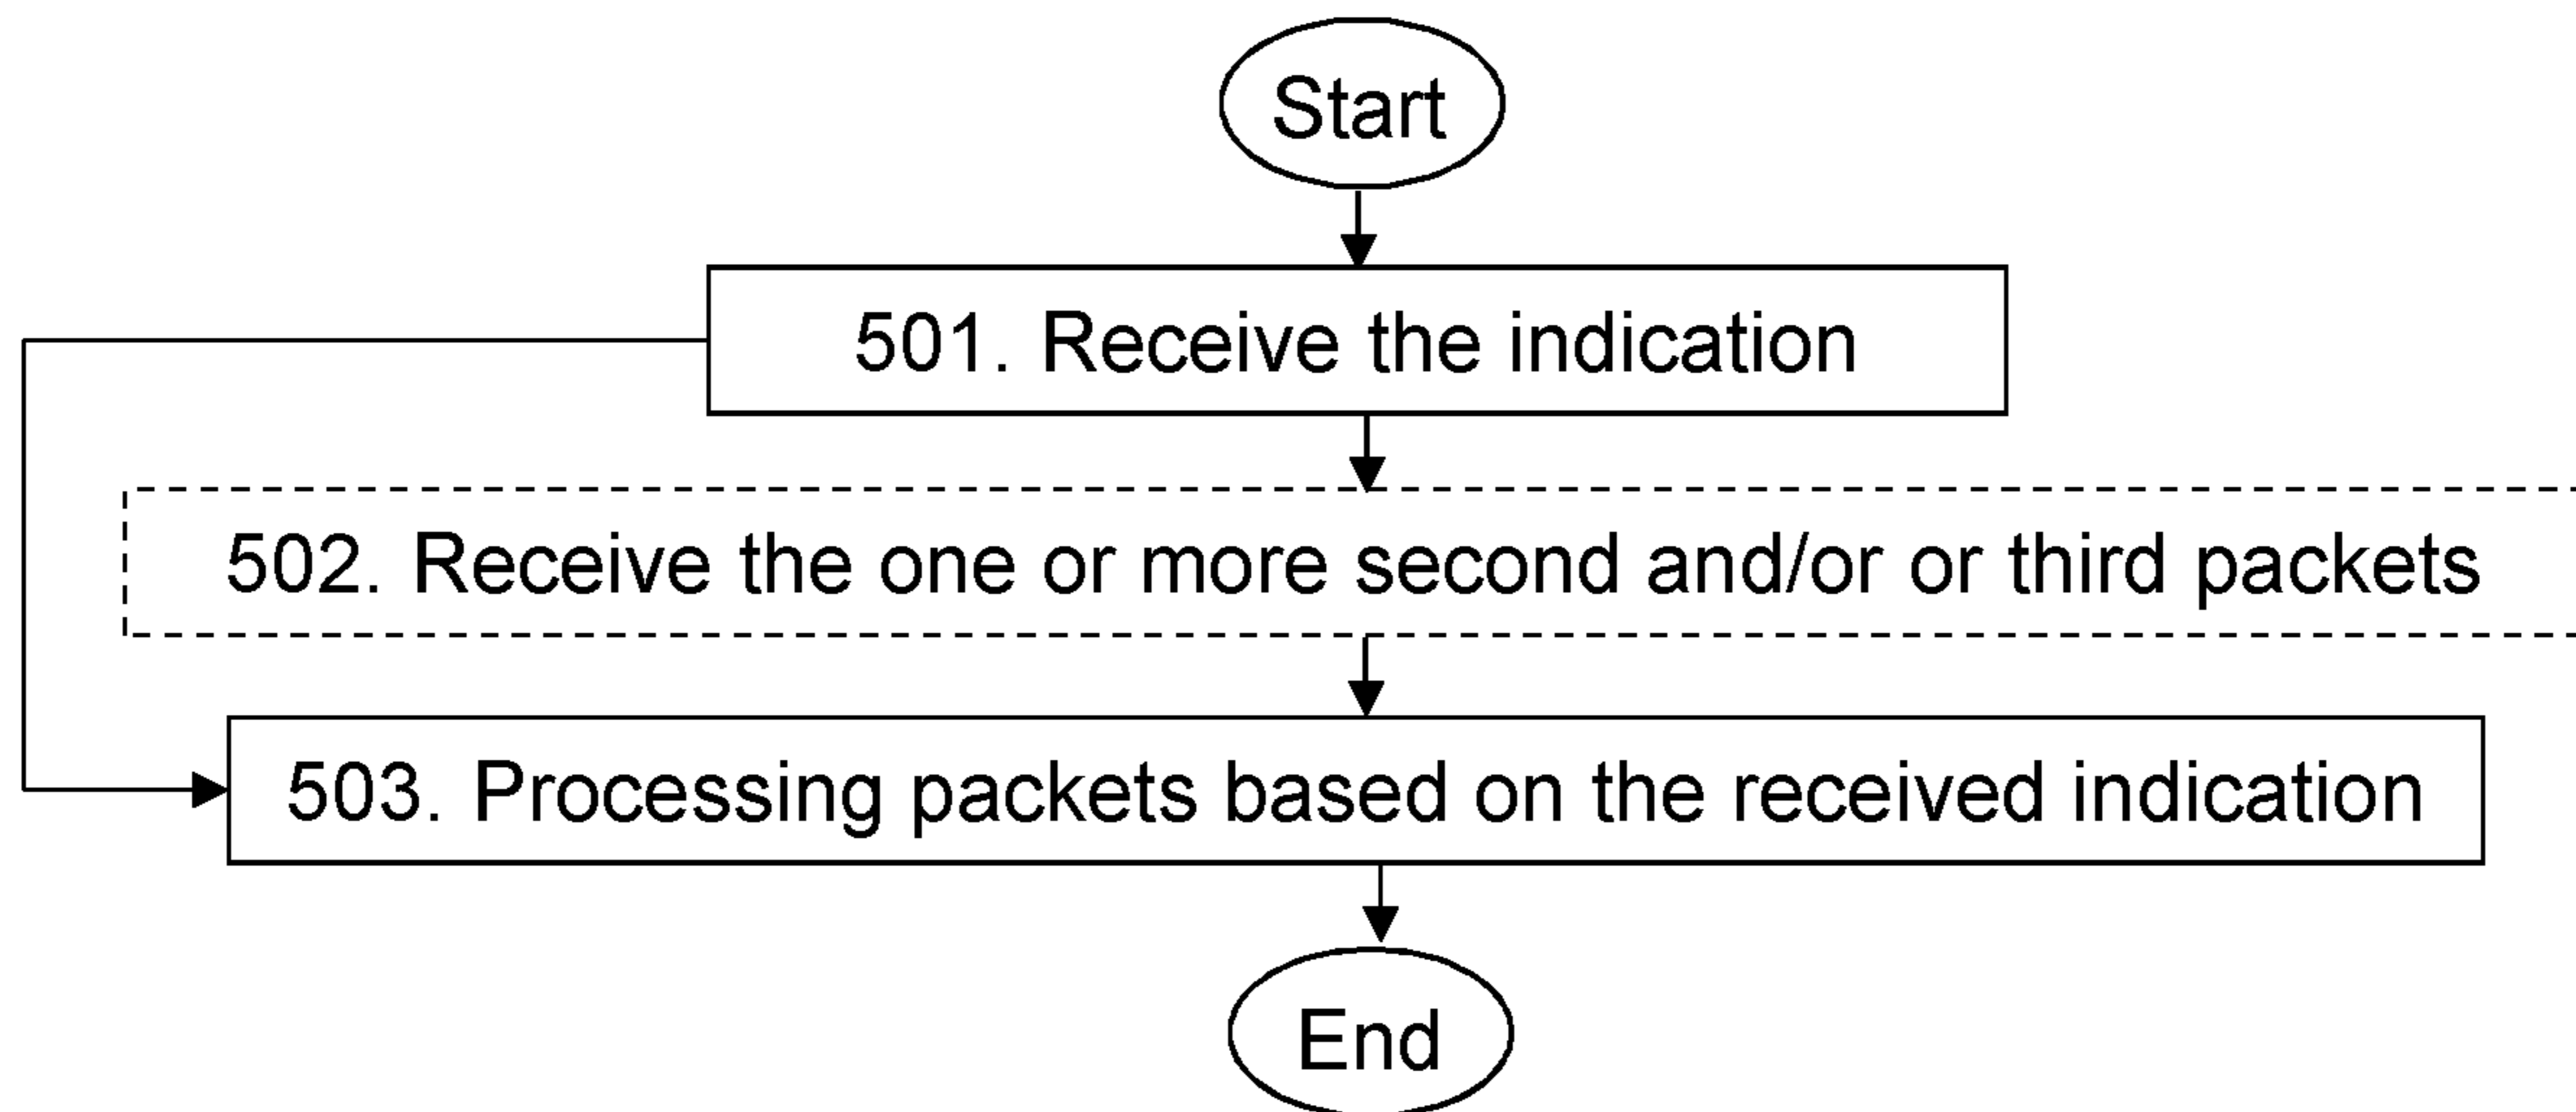 Start
501. Receive the indication
502. Receive the one or more second and/or or third packets
503. Processing packets based on the received indication
End